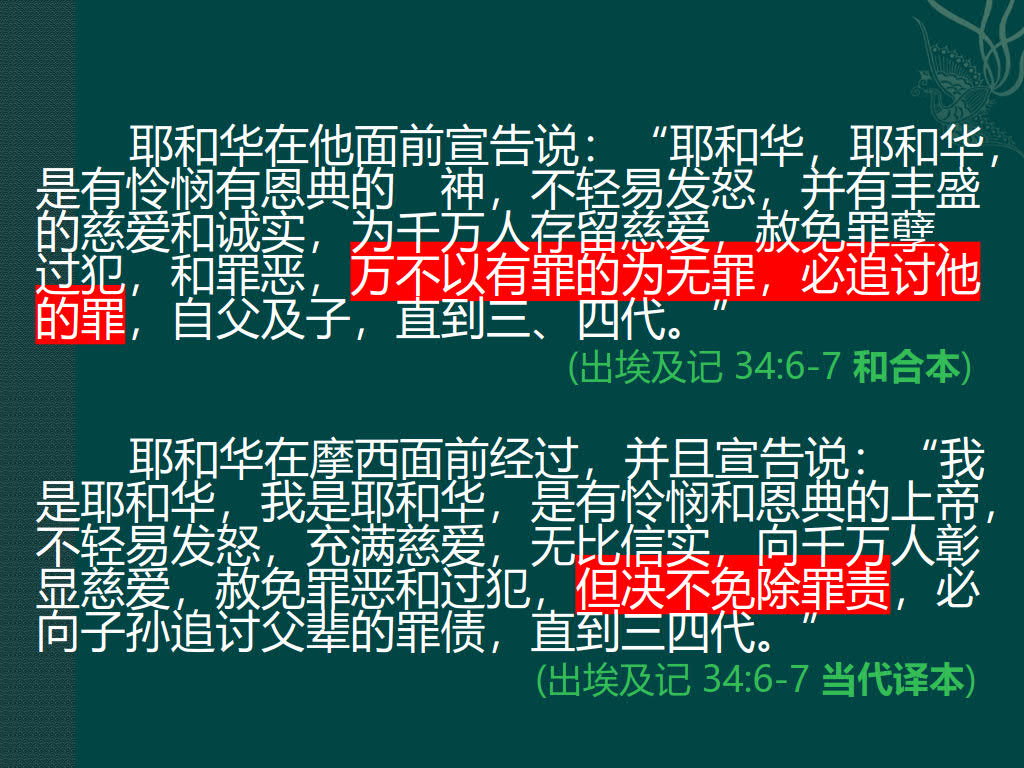 耶和华在他面前宣告说：“耶和华，耶和华，
是有怜悯有恩典的　神，不轻易发怒，并有丰盛
的慈爱和诚实，为千万人存留慈爱，赦免罪孽、
过犯，和罪恶，万不以有罪的为无罪，必追讨他
的罪，自父及子，直到三、四代。”
(出埃及记 34:6-7 和合本)
耶和华在摩西面前经过，并且宣告说：“我
是耶和华，我是耶和华，是有怜悯和恩典的上帝，
不轻易发怒，充满慈爱，无比信实，向千万人彰
显慈爱，赦免罪恶和过犯，但决不免除罪责，必
向子孙追讨父辈的罪债，直到三四代。”
(出埃及记 34:6-7 当代译本)